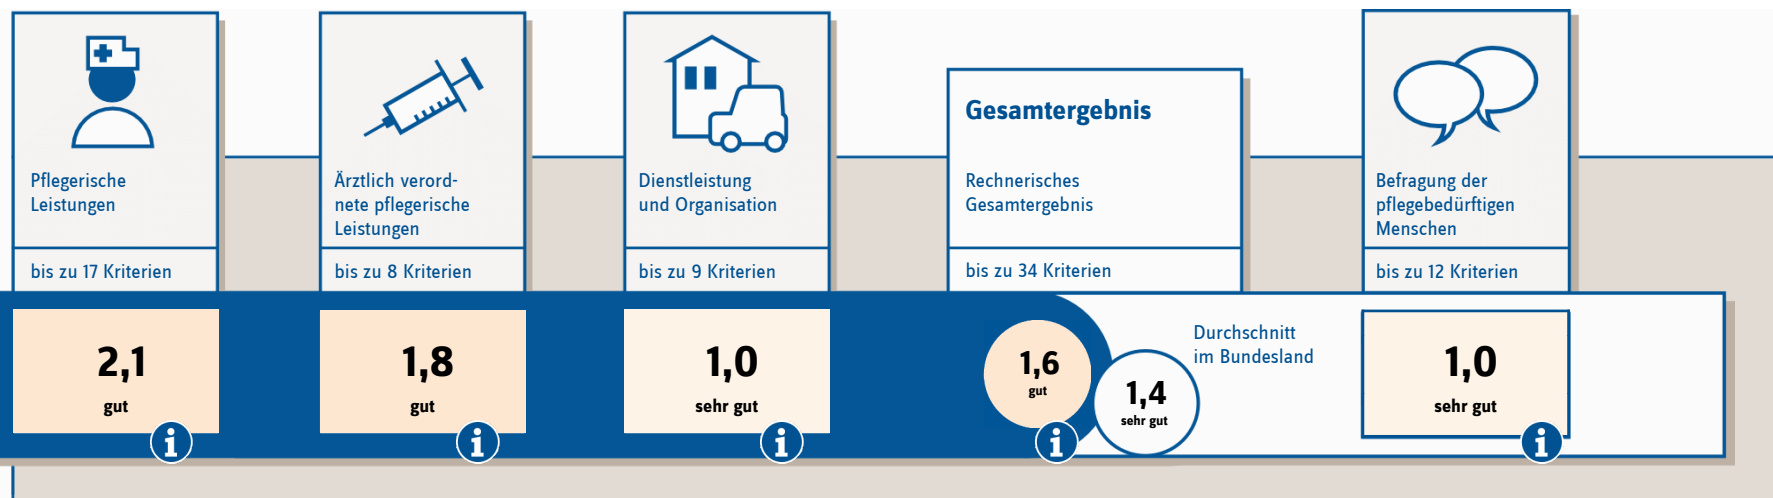 Pflegerische
Leistungen
bis zu 17 Kriterien
2,1
gut
i
Ärztlich verord-
nete pflegerische
Leistungen
bis zu 8 Kriterien
1,8
gut
i
Dienstleistung
und Organisation
bis zu 9 Kriterien
1,0
sehr gut
i
Gesamtergebnis
Rechnerisches
Gesamtergebnis
bis zu 34 Kriterien
1,6
gut
i
1,4
sehr gut
Durchschnitt
im Bundesland
Befragung der
pflegebedürftigen
Menschen
bis zu 12 Kriterien
1,0
sehr gut
i